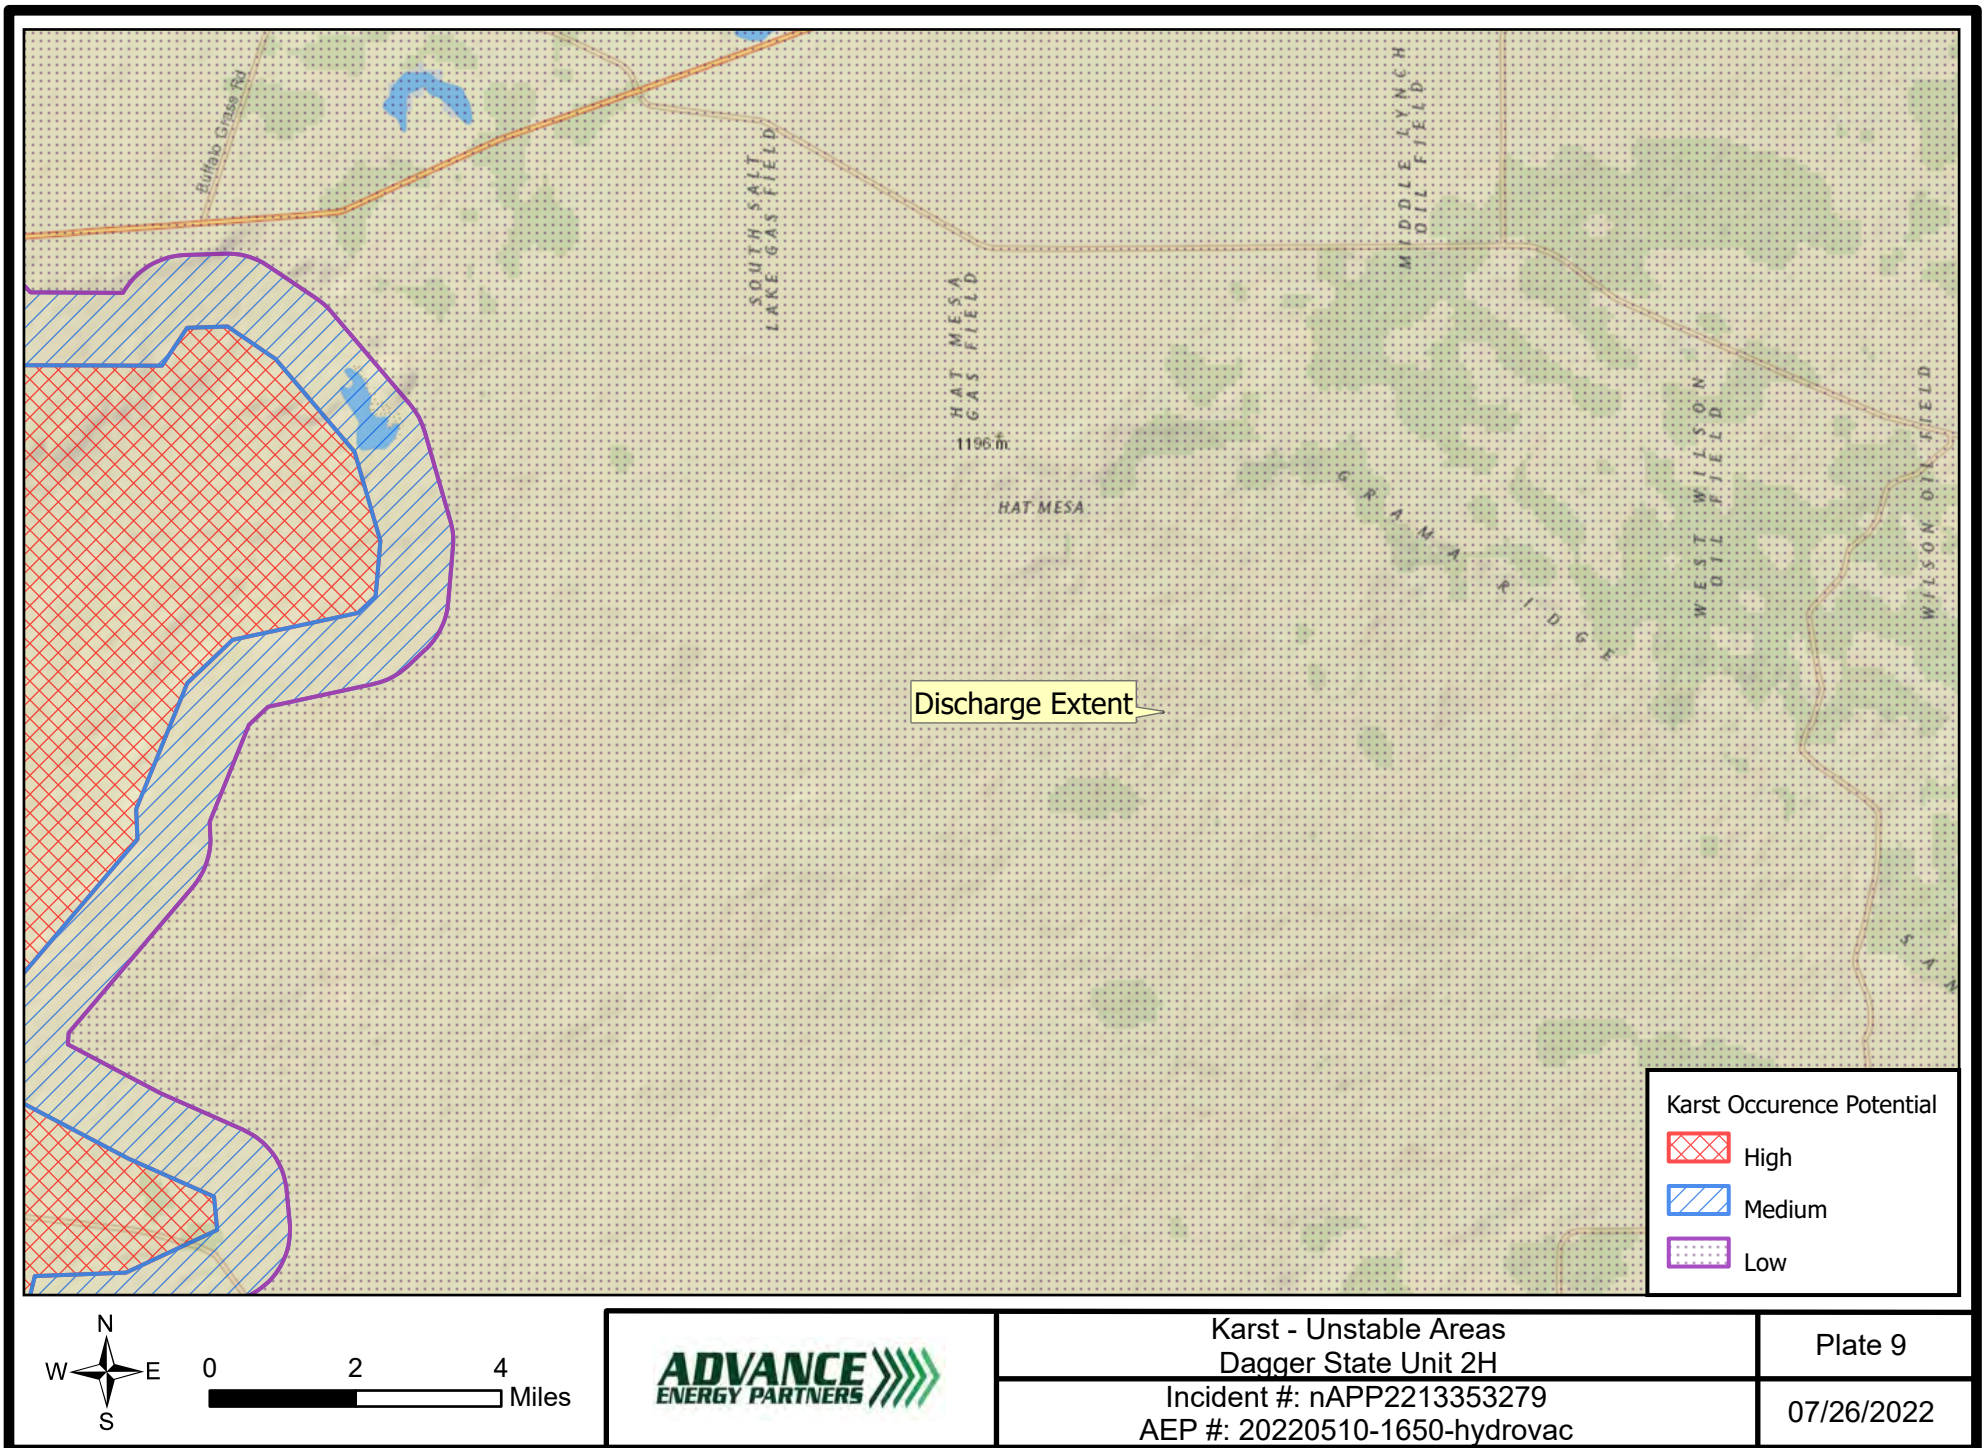 Buffalo Grass Rd
SOUTH SALT
LAKE GAS FIELD
MIDDLE LYNCH
OIL FIELD
HAT MESA
GAS FIELD
1196 m
HAT MESA
GRAMA RIDGE
WEST WILSON
OIL FIELD
WILSON OIL FIELD
Discharge Extent
SAN
Karst Occurence Potential
High
Medium
Low
N
W E
S
0 2 4
Miles
ADVANCE
ENERGY PARTNERS
Karst - Unstable Areas
Dagger State Unit 2H
Incident #: nAPP2213353279
AEP #: 20220510-1650-hydrovac
Plate 9
07/26/2022